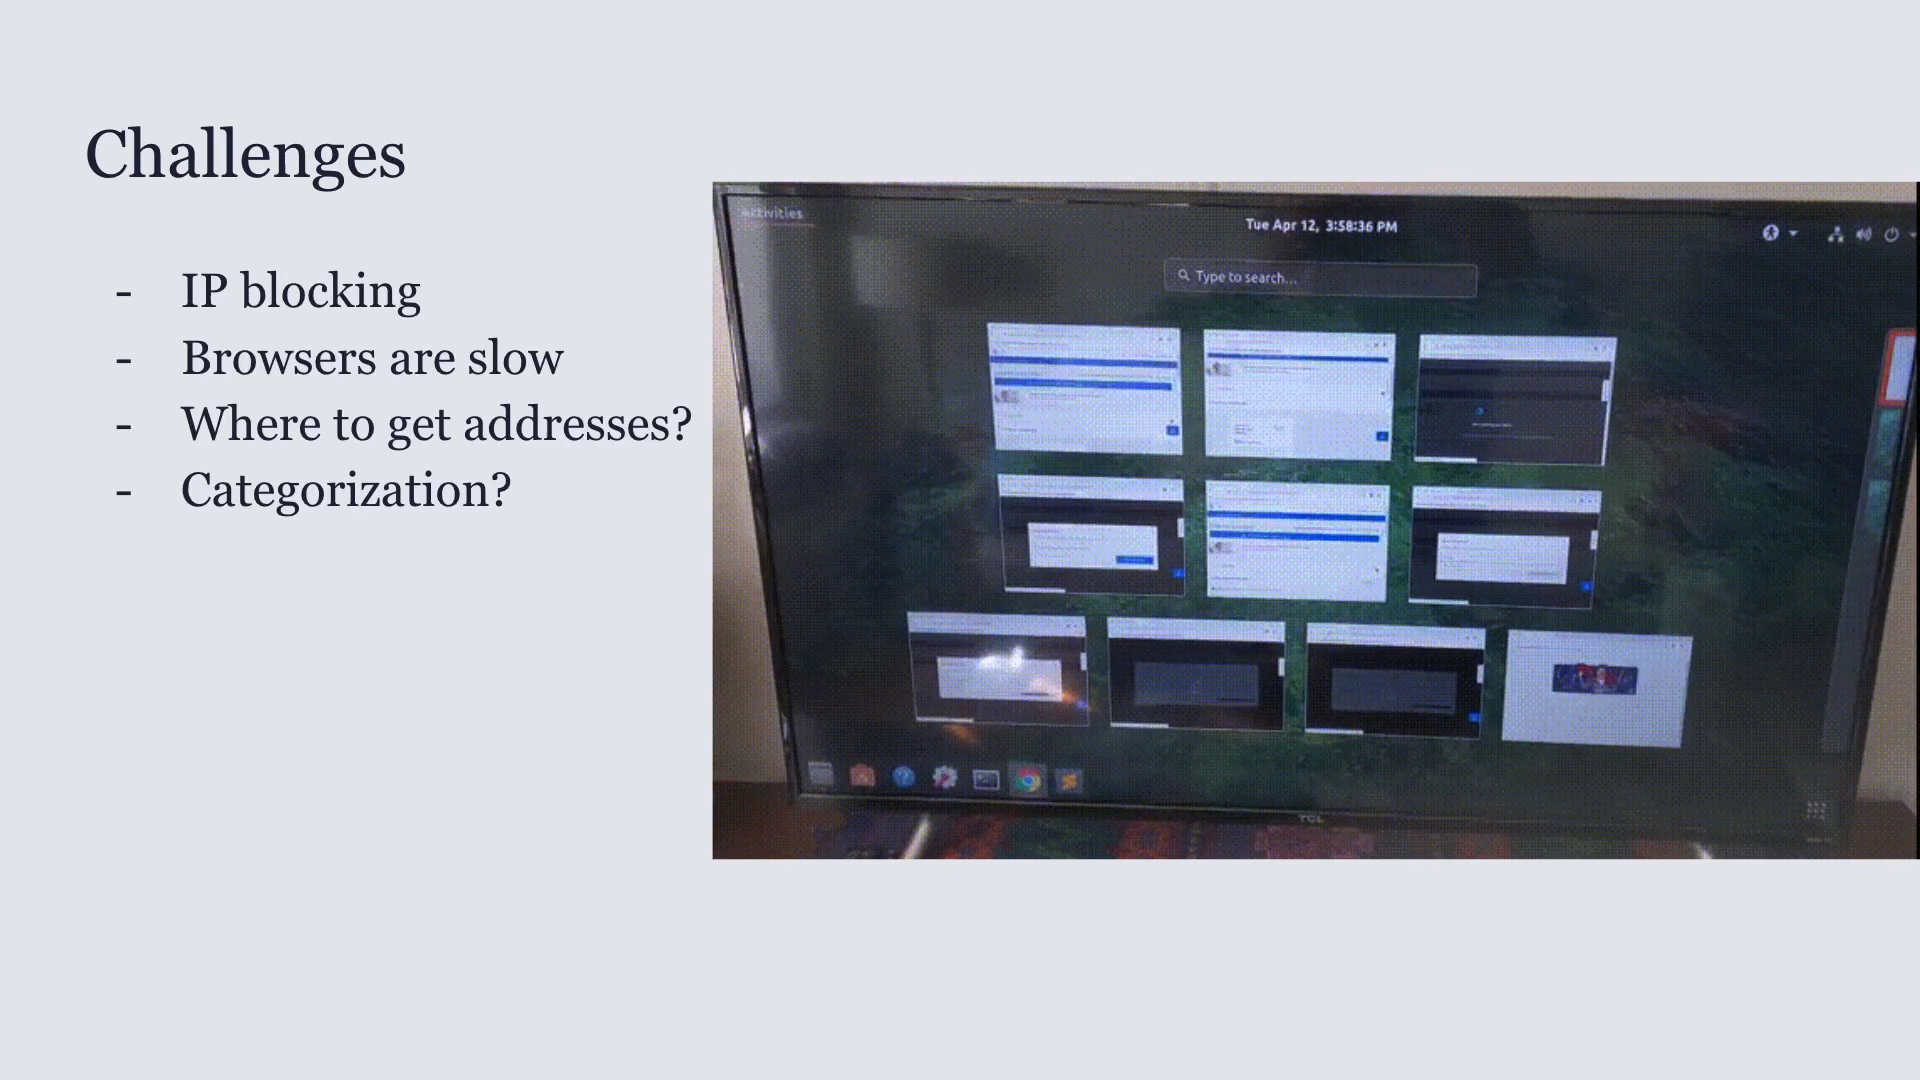 Challenges
- IP blocking
- Browsers are slow
- Where to get addresses?
- Categorization?
Activities
Tue Apr 12, 3:58:36 PM
Type to search...
TCL